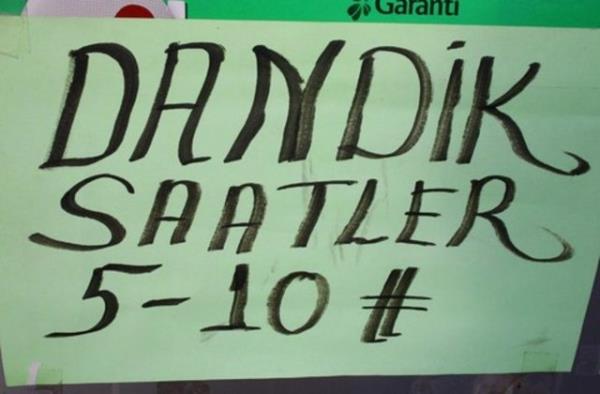 Garanti
DANDİK
SAATLER
5-10 #